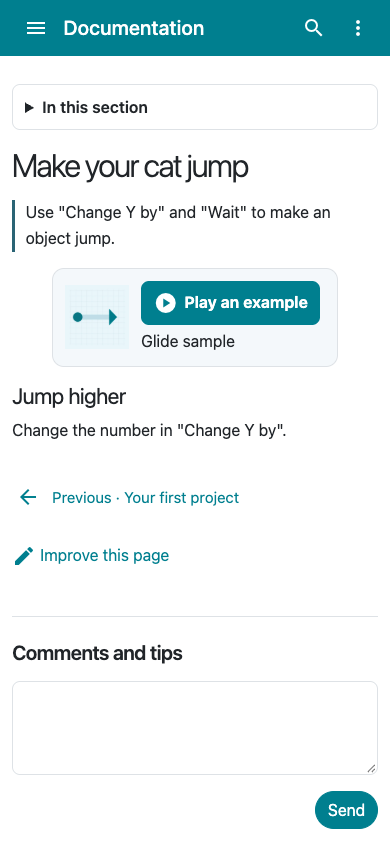 Documentation
In this section
Make your cat jump
Use "Change Y by" and "Wait" to make an
object jump.
Play an example
Glide sample
Jump higher
Change the number in "Change Y by".
Previous · Your first project
Improve this page
Comments and tips
Send